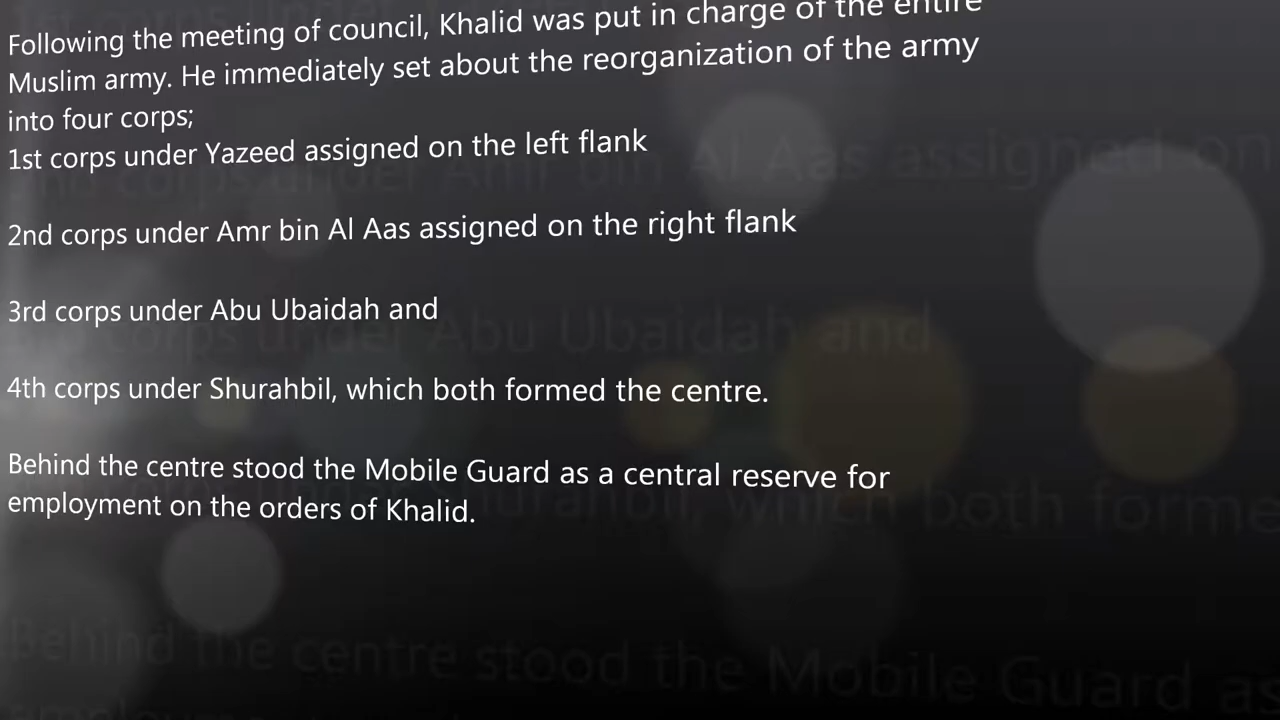 Following the meeting of council, Khalid was put in charge of the entire
Muslim army. He immediately set about the reorganization of the army
into four corps;
1st corps under Yazeed assigned on the left flank
2nd corps under Amr bin Al Aas assigned on the right flank
3rd corps under Abu Ubaidah and
4th corps under Shurahbil, which both formed the centre.
Behind the centre stood the Mobile Guard as a central reserve for
employment on the orders of Khalid.